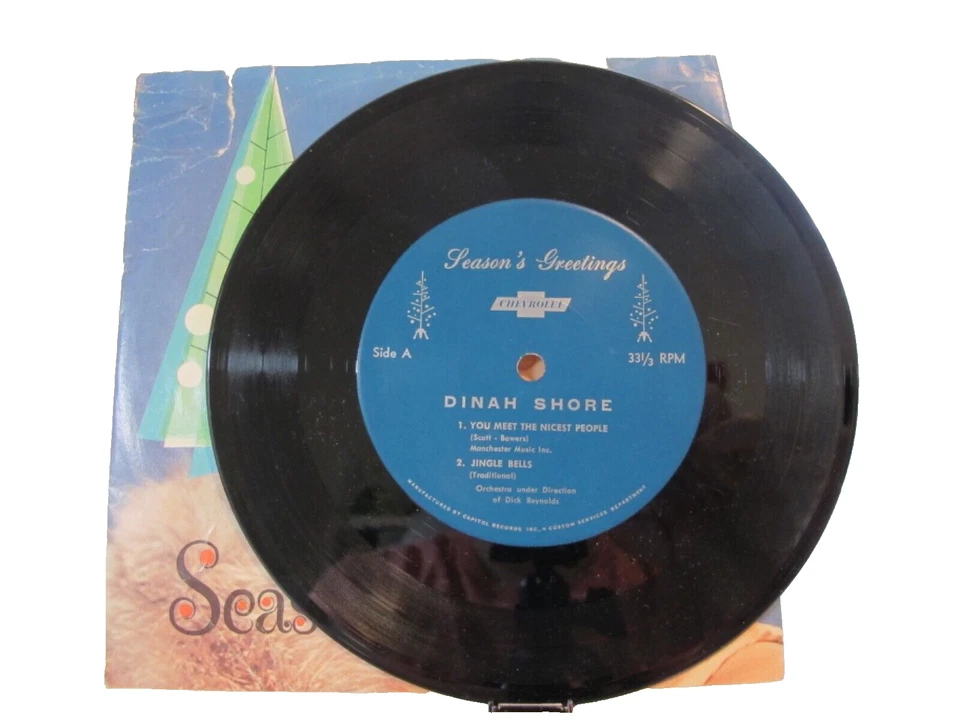 Season's Greetings
CHEVROLET
Side A
33⅓ RPM
DINAH SHORE
1. YOU MEET THE NICEST PEOPLE
(Scott - Bowers)
Manchester Music Inc.
2. JINGLE BELLS
(Traditional)
Orchestra under Direction
of Dick Reynolds
MANUFACTURED BY CAPITOL RECORDS, INC., • CUSTOM SERVICES DEPARTMENT
Seas